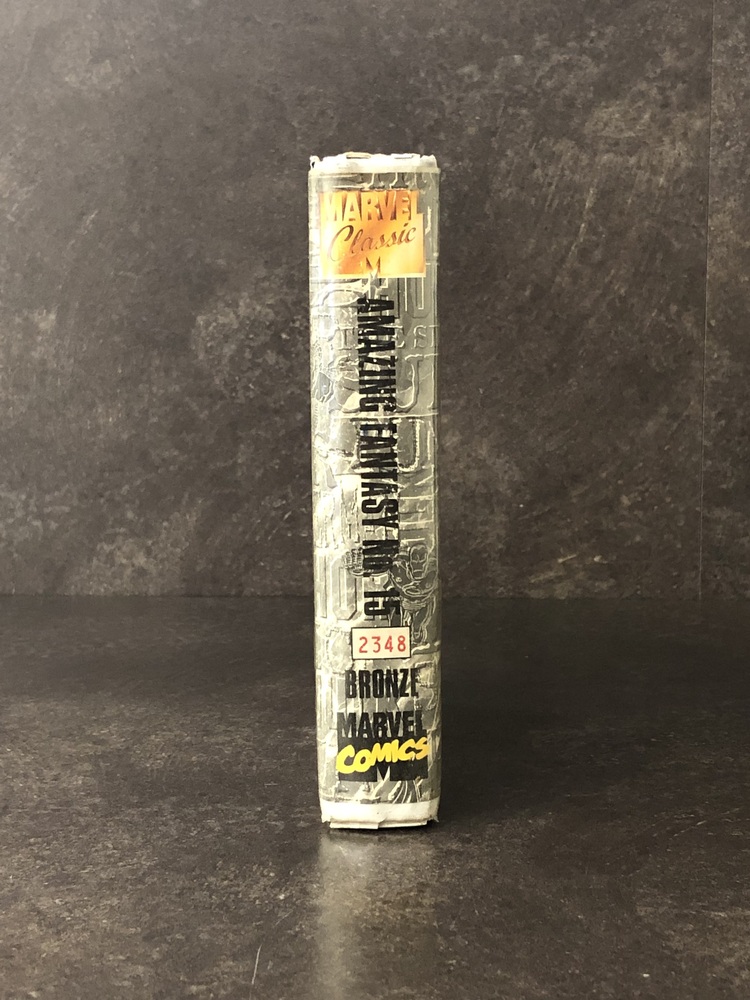 MARVEL
Classic
AMAZING FANTASY No. 15
2348
BRONZE
MARVEL
COMICS